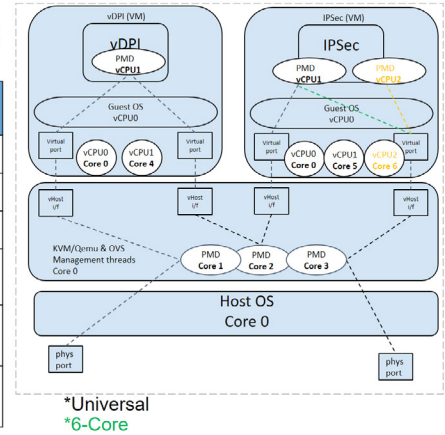 vDPI (VM)
vDPI
PMD
vCPU1
Guest OS
vCPU0
Virtual
port
Virtual
port
vCPU0
Core 0
vCPU1
Core 4
IPSec (VM)
IPSec
PMD
vCPU1
PMD
vCPU2
Guest OS
vCPU0
Virtual
port
Virtual
port
vCPU0
Core 0
vCPU1
Core 5
vCPU2
Core 6
vHost
i/f
vHost
i/f
vHost
i/f
vHost
i/f
KVM/Qemu & OVS
Management threads
Core 0
PMD
Core 1
PMD
Core 2
PMD
Core 3
Host OS
Core 0
phys
port
phys
port
*Universal
*6-Core